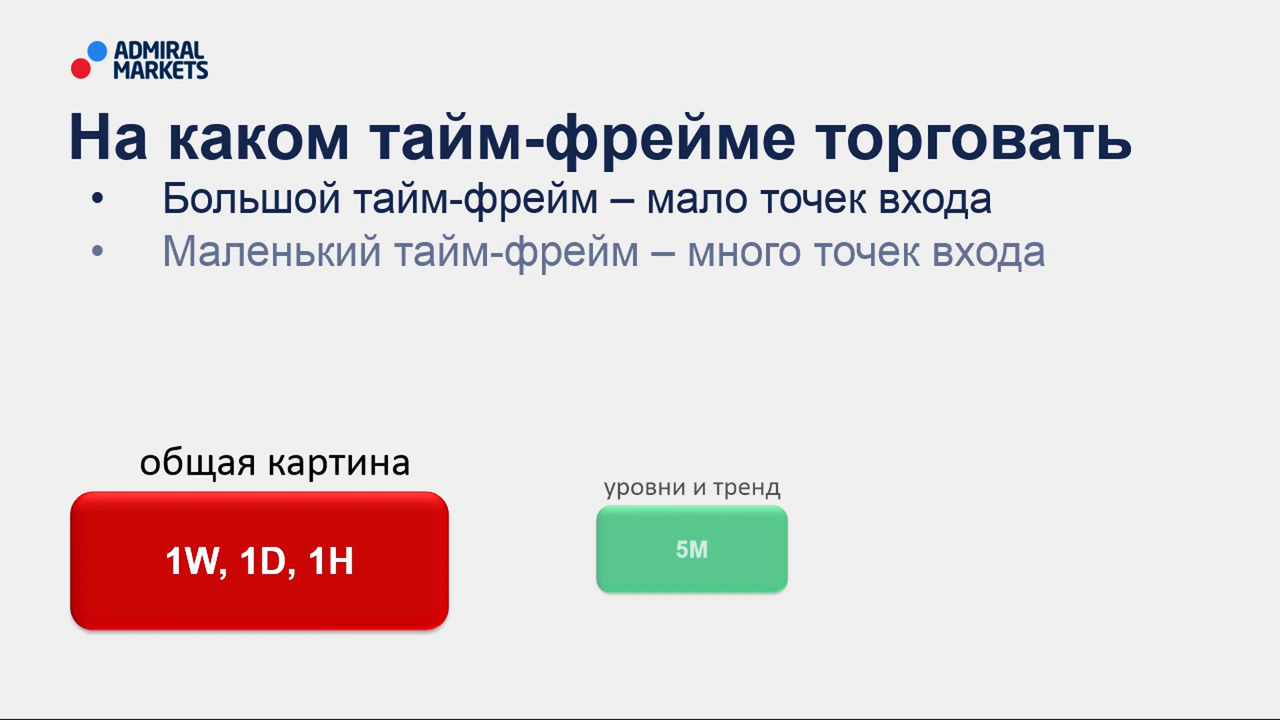 ADMIRAL
MARKETS
На каком тайм-фрейме торговать
• Большой тайм-фрейм – мало точек входа
• Маленький тайм-фрейм – много точек входа
общая картина
1W, 1D, 1H
уровни и тренд
5M